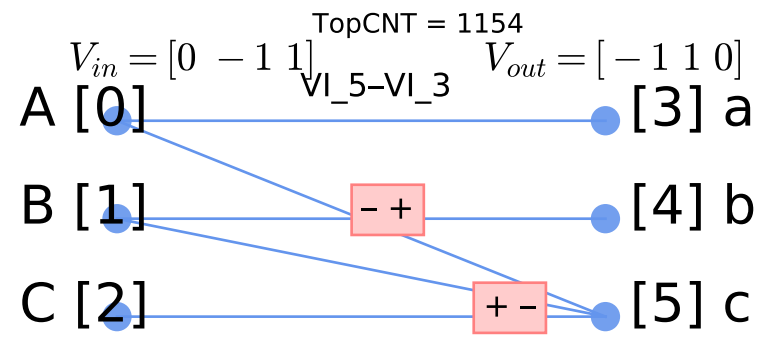 TopCNT = 1154
V_in = [0 −1 1] V_out = [−1 1 0]
VI_5–VI_3
A [0] [3] a
B [1] – + [4] b
C [2] + – [5] c